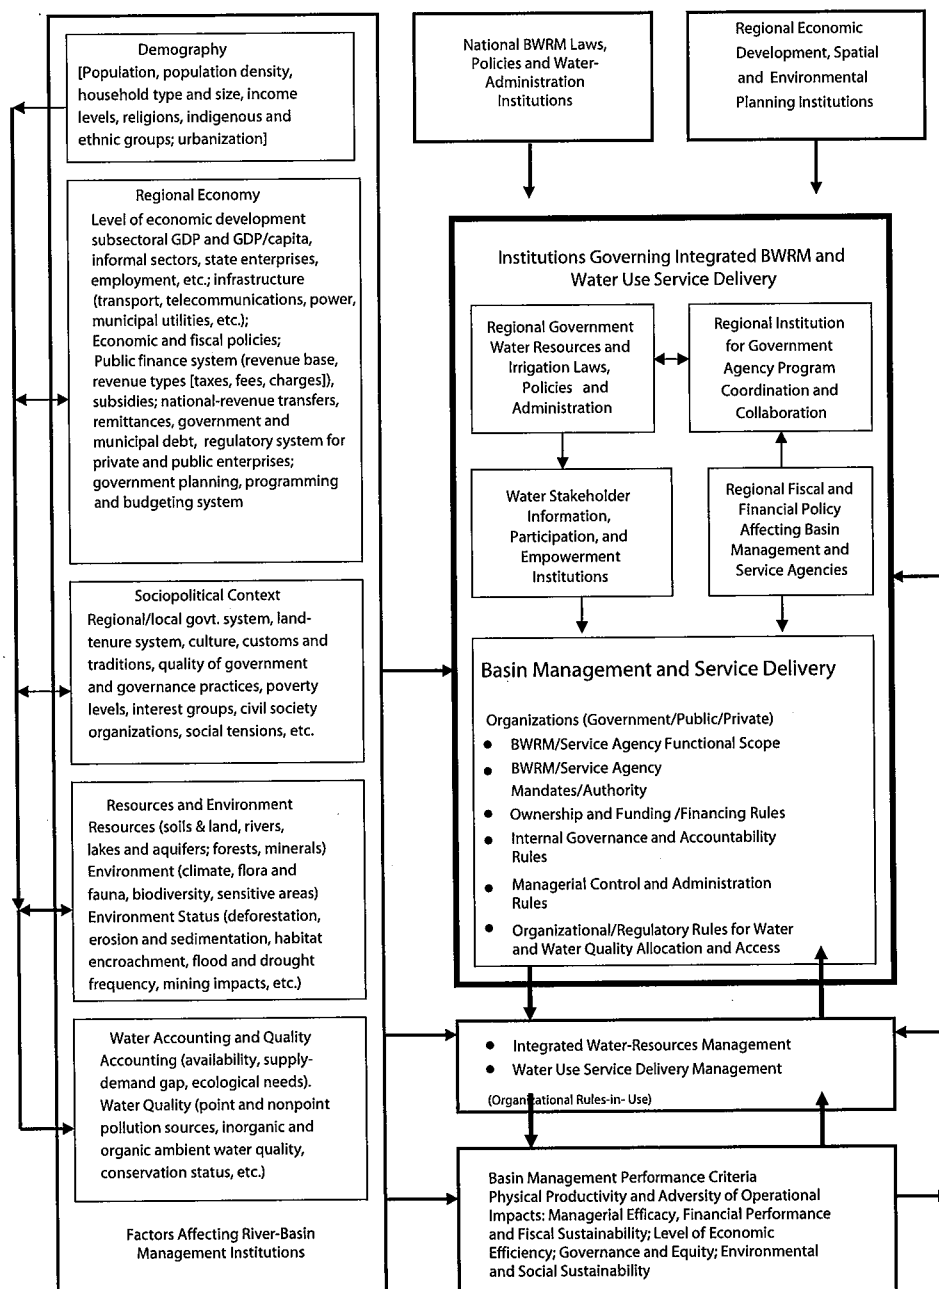 Demography
[Population, population density,
household type and size, income
levels, religions, indigenous and
ethnic groups; urbanization]
Regional Economy
Level of economic development
subsectoral GDP and GDP/capita,
informal sectors, state enterprises,
employment, etc.; infrastructure
(transport, telecommunications, power,
municipal utilities, etc.);
Economic and fiscal policies;
Public finance system (revenue base,
revenue types [taxes, fees, charges]),
subsidies; national-revenue transfers,
remittances, government and
municipal debt, regulatory system for
private and public enterprises;
government planning, programming
and budgeting system
Sociopolitical Context
Regional/local govt. system, land-
tenure system, culture, customs and
traditions, quality of government
and governance practices, poverty
levels, interest groups, civil society
organizations, social tensions, etc.
Resources and Environment
Resources (soils & land, rivers,
lakes and aquifers; forests, minerals)
Environment (climate, flora and
fauna, biodiversity, sensitive areas)
Environment Status (deforestation,
erosion and sedimentation, habitat
encroachment, flood and drought
frequency, mining impacts, etc.)
Water Accounting and Quality
Accounting (availability, supply-
demand gap, ecological needs).
Water Quality (point and nonpoint
pollution sources, inorganic and
organic ambient water quality,
conservation status, etc.)
Factors Affecting River-Basin
Management Institutions
National BWRM Laws,
Policies and Water-
Administration
Institutions
Regional Economic
Development, Spatial
and Environmental
Planning Institutions
Institutions Governing Integrated BWRM and
Water Use Service Delivery
Regional Government
Water Resources and
Irrigation Laws,
Policies and
Administration
Regional Institution
for Government
Agency Program
Coordination and
Collaboration
Water Stakeholder
Information,
Participation, and
Empowerment
Institutions
Regional Fiscal and
Financial Policy
Affecting Basin
Management and
Service Agencies
Basin Management and Service Delivery
Organizations (Government/Public/Private)
● BWRM/Service Agency Functional Scope
● BWRM/Service Agency
Mandates/Authority
● Ownership and Funding /Financing Rules
● Internal Governance and Accountability
Rules
● Managerial Control and Administration
Rules
● Organizational/Regulatory Rules for Water
and Water Quality Allocation and Access
● Integrated Water-Resources Management
● Water Use Service Delivery Management
(Organizational Rules-in- Use)
Basin Management Performance Criteria
Physical Productivity and Adversity of Operational
Impacts: Managerial Efficacy, Financial Performance
and Fiscal Sustainability; Level of Economic
Efficiency; Governance and Equity; Environmental
and Social Sustainability